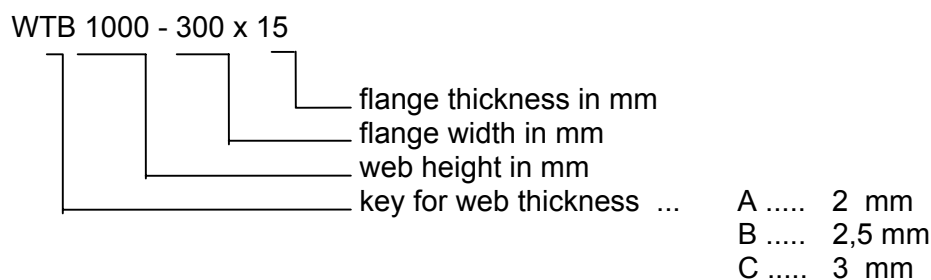 WTB 1000 - 300 x 15
flange thickness in mm
flange width in mm
web height in mm
key for web thickness ... A ..... 2 mm
B ..... 2,5 mm
C ..... 3 mm